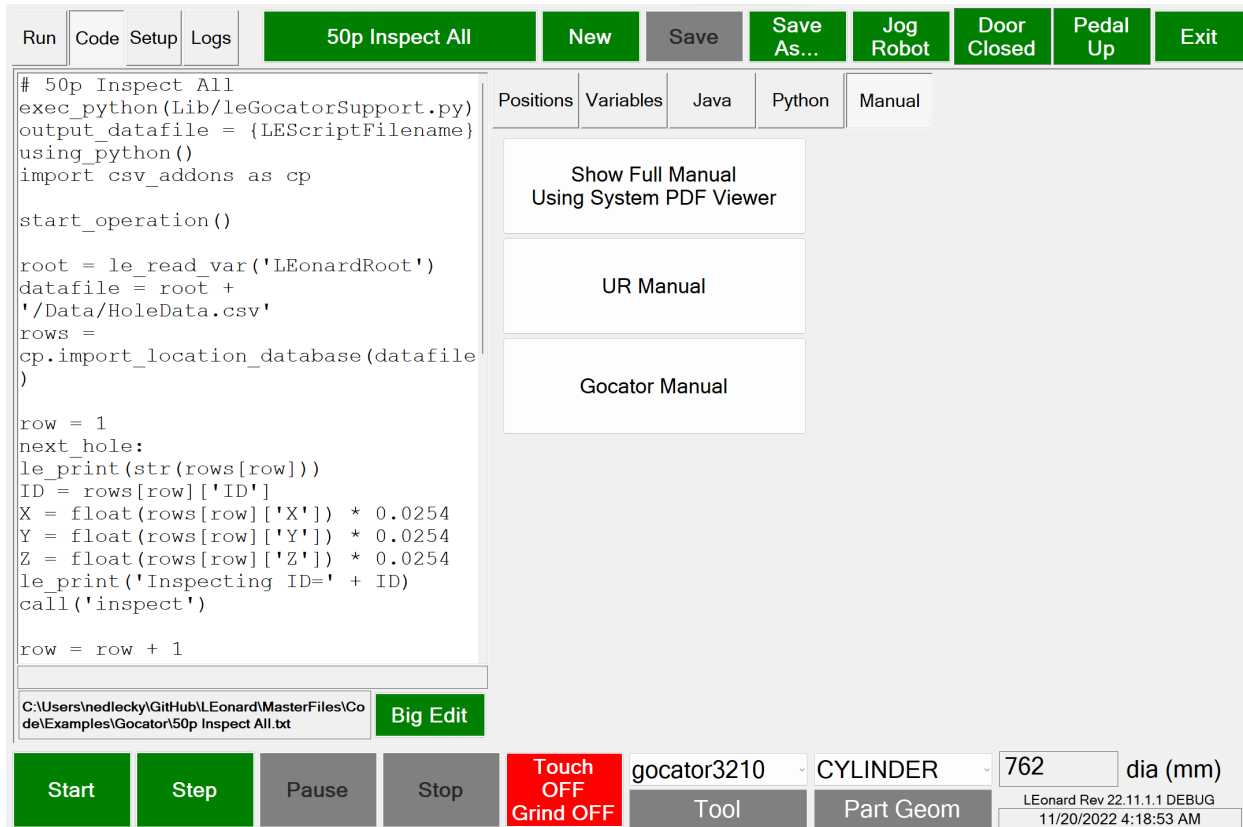 Run Code Setup Logs 50p Inspect All New Save Save As... Jog Robot Door Closed Pedal Up Exit
# 50p Inspect All
exec_python(Lib/leGocatorSupport.py)
output_datafile = {LEScriptFilename}
using_python()
import csv_addons as cp
start_operation()
root = le_read_var('LEonardRoot')
datafile = root +
'/Data/HoleData.csv'
rows =
cp.import_location_database(datafile
)
row = 1
next_hole:
le_print(str(rows[row]))
ID = rows[row]['ID']
X = float(rows[row]['X']) * 0.0254
Y = float(rows[row]['Y']) * 0.0254
Z = float(rows[row]['Z']) * 0.0254
le_print('Inspecting ID=' + ID)
call('inspect')
row = row + 1
C:\Users\nedlecky\GitHub\LEonard\MasterFiles\Co
de\Examples\Gocator\50p Inspect All.txt
Big Edit
Positions Variables Java Python Manual
Show Full Manual
Using System PDF Viewer
UR Manual
Gocator Manual
Start Step Pause Stop
Touch
OFF
Grind OFF
gocator3210
Tool
CYLINDER
Part Geom
762 dia (mm)
LEonard Rev 22.11.1.1 DEBUG
11/20/2022 4:18:53 AM